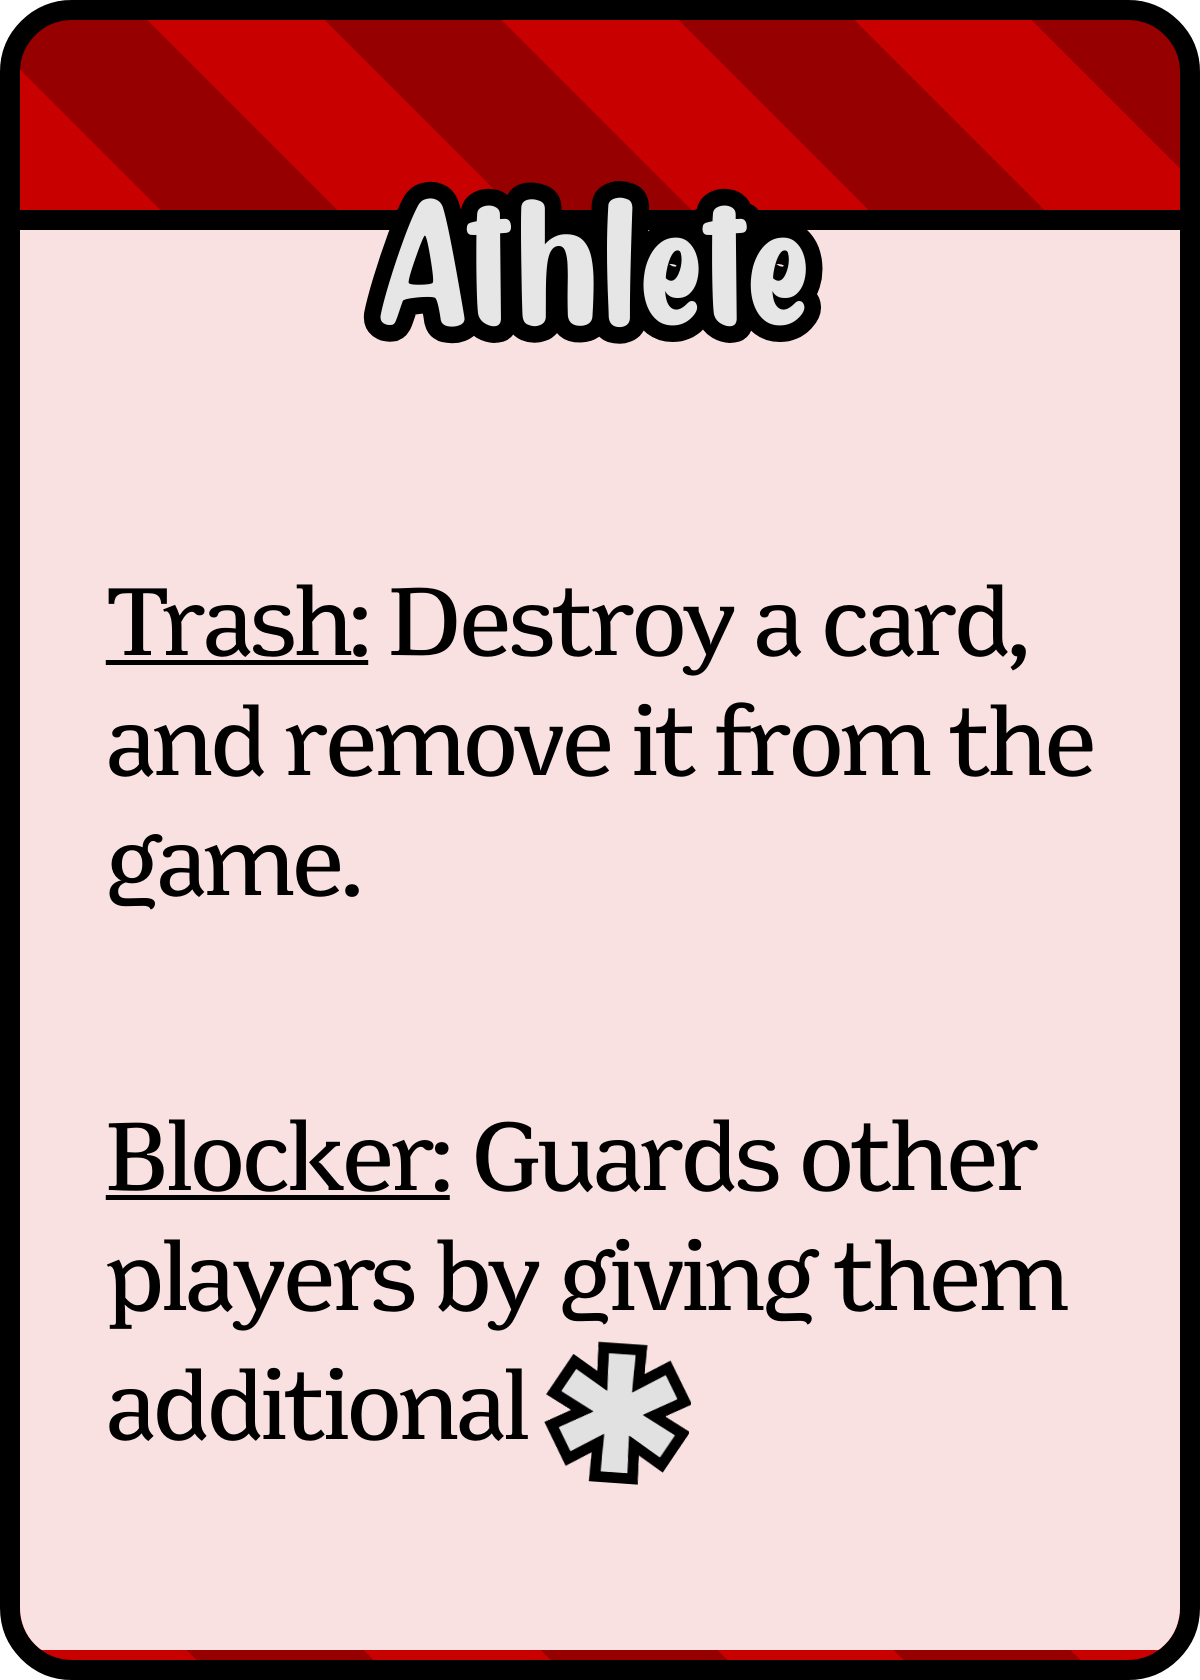 Athlete
Trash: Destroy a card,
and remove it from the
game.
Blocker: Guards other
players by giving them
additional *